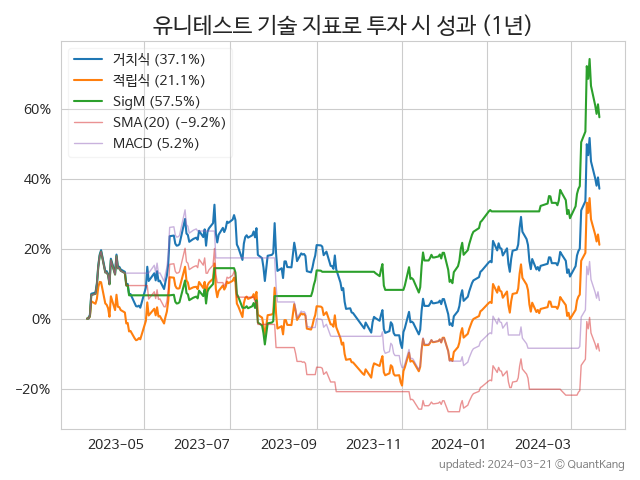 유니테스트 기술 지표로 투자 시 성과 (1년)
거치식 (37.1%)
적립식 (21.1%)
SigM (57.5%)
SMA(20) (−9.2%)
MACD (5.2%)
60%
40%
20%
0%
−20%
2023-05 2023-07 2023-09 2023-11 2024-01 2024-03
updated: 2024-03-21 © QuantKang